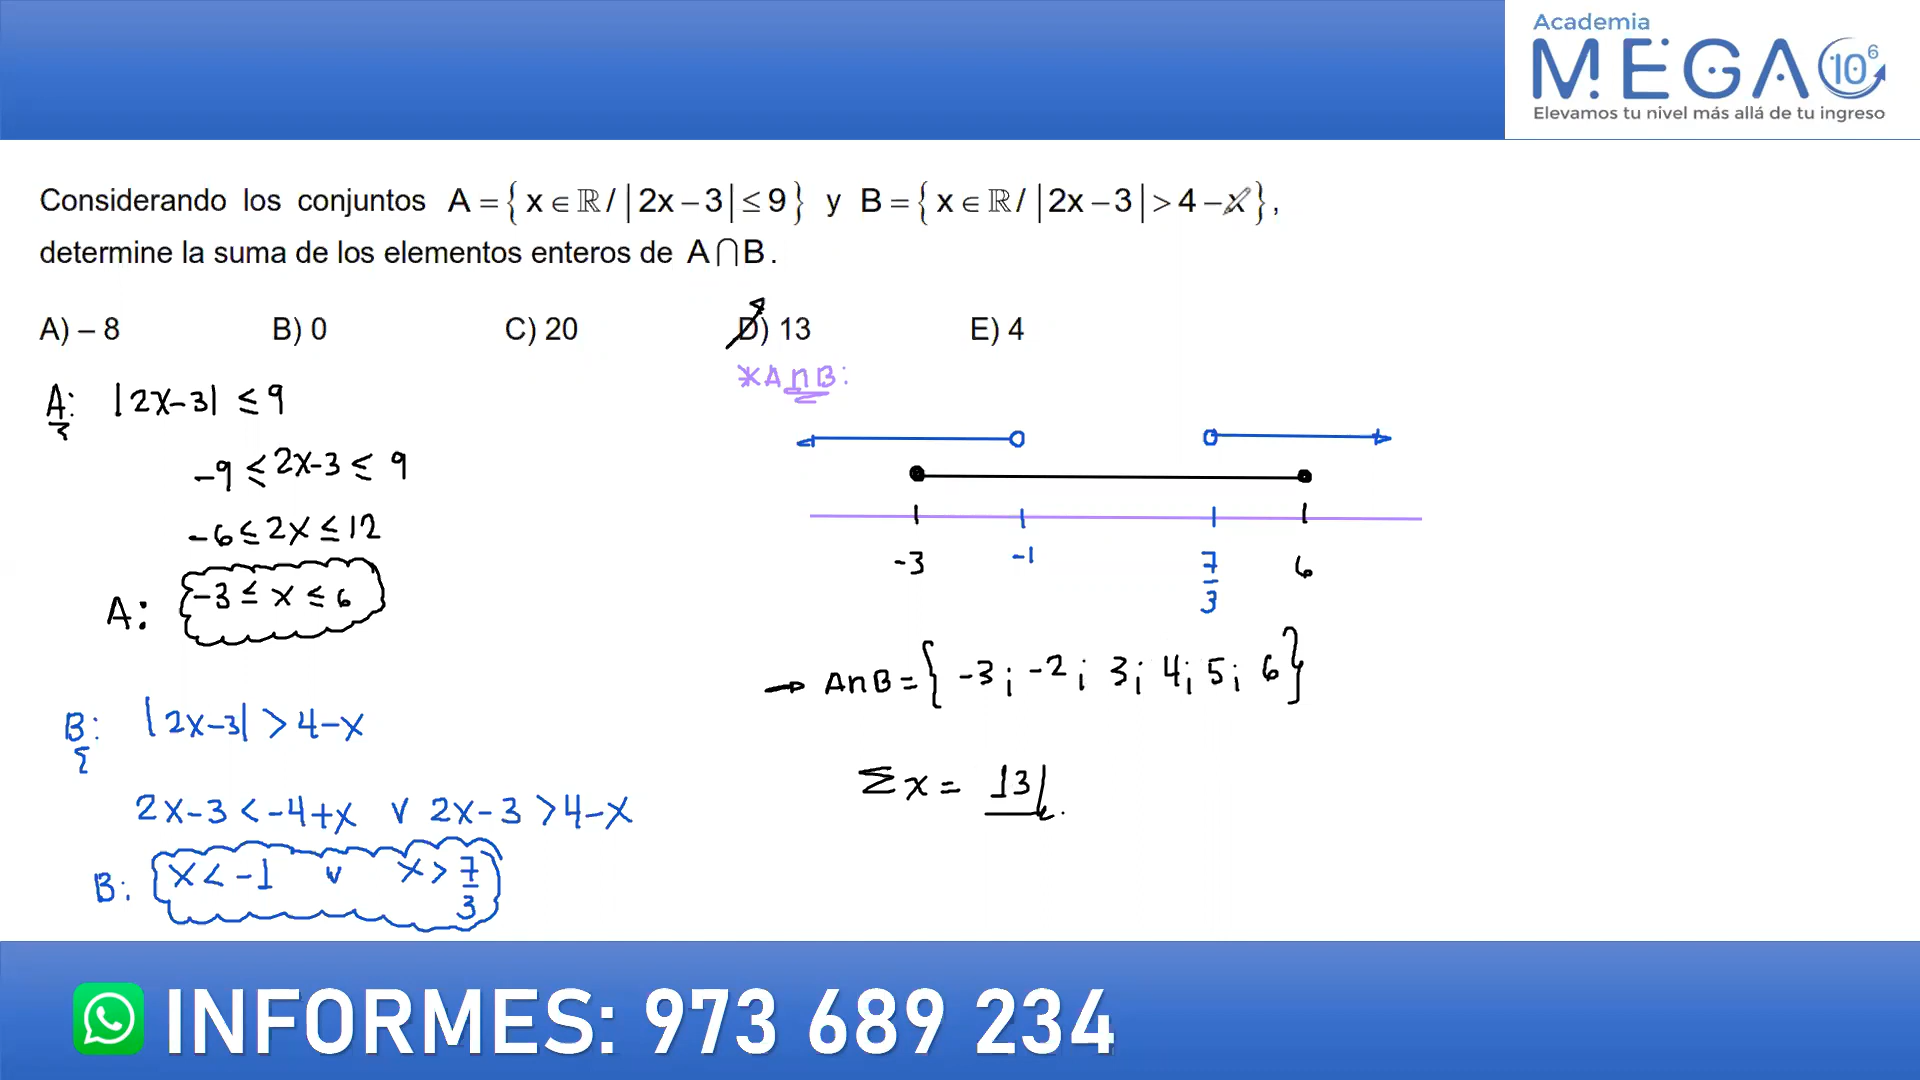 Academia
MEGA 10⁶
Elevamos tu nivel más allá de tu ingreso
Considerando los conjuntos A = { x ∈ ℝ / | 2x − 3 | ≤ 9 } y B = { x ∈ ℝ / | 2x − 3 | > 4 − x },
determine la suma de los elementos enteros de A ⋂ B .
A) – 8 B) 0 C) 20 D) 13 E) 4
*A∩B:
A: |2x-3| ≤ 9
-9 ≤ 2x-3 ≤ 9
-6 ≤ 2x ≤ 12
A: -3 ≤ x ≤ 6
B: |2x-3| > 4-x
2x-3 < -4+x v 2x-3 > 4-x
B: x < -1 v x > 7/3
-3 -1 7/3 6
→ A∩B = { -3; -2; 3; 4; 5; 6 }
Σx = 13
INFORMES: 973 689 234